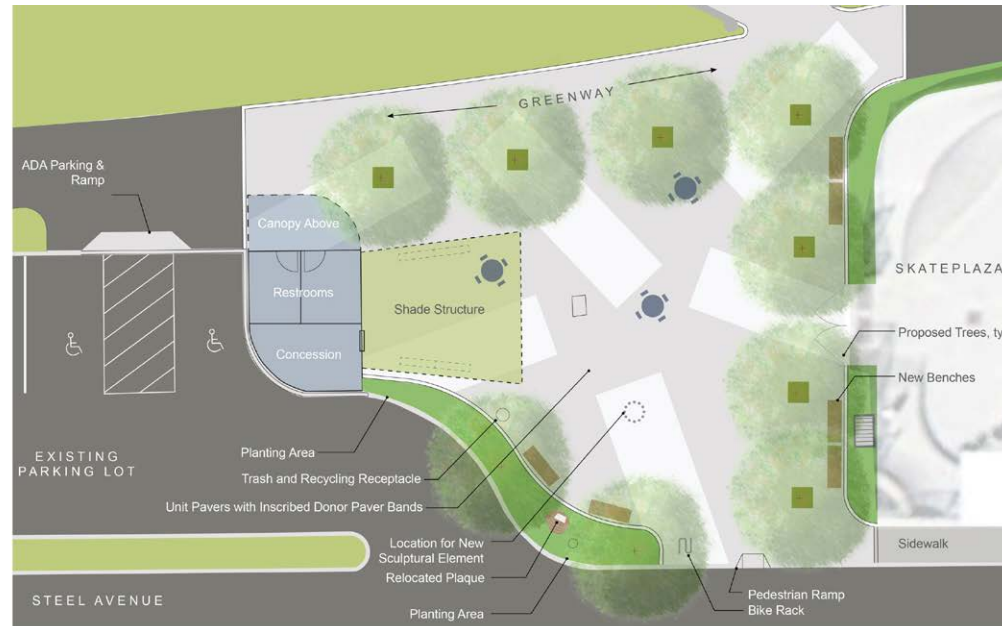 GREENWAY
ADA Parking &
Ramp
Canopy Above
Restrooms
Shade Structure
Concession
SKATEPLAZA
Proposed Trees, ty
New Benches
EXISTING
PARKING LOT
Planting Area
Trash and Recycling Receptacle
Unit Pavers with Inscribed Donor Paver Bands
Location for New
Sculptural Element
Relocated Plaque
Planting Area
Sidewalk
Pedestrian Ramp
Bike Rack
STEEL AVENUE